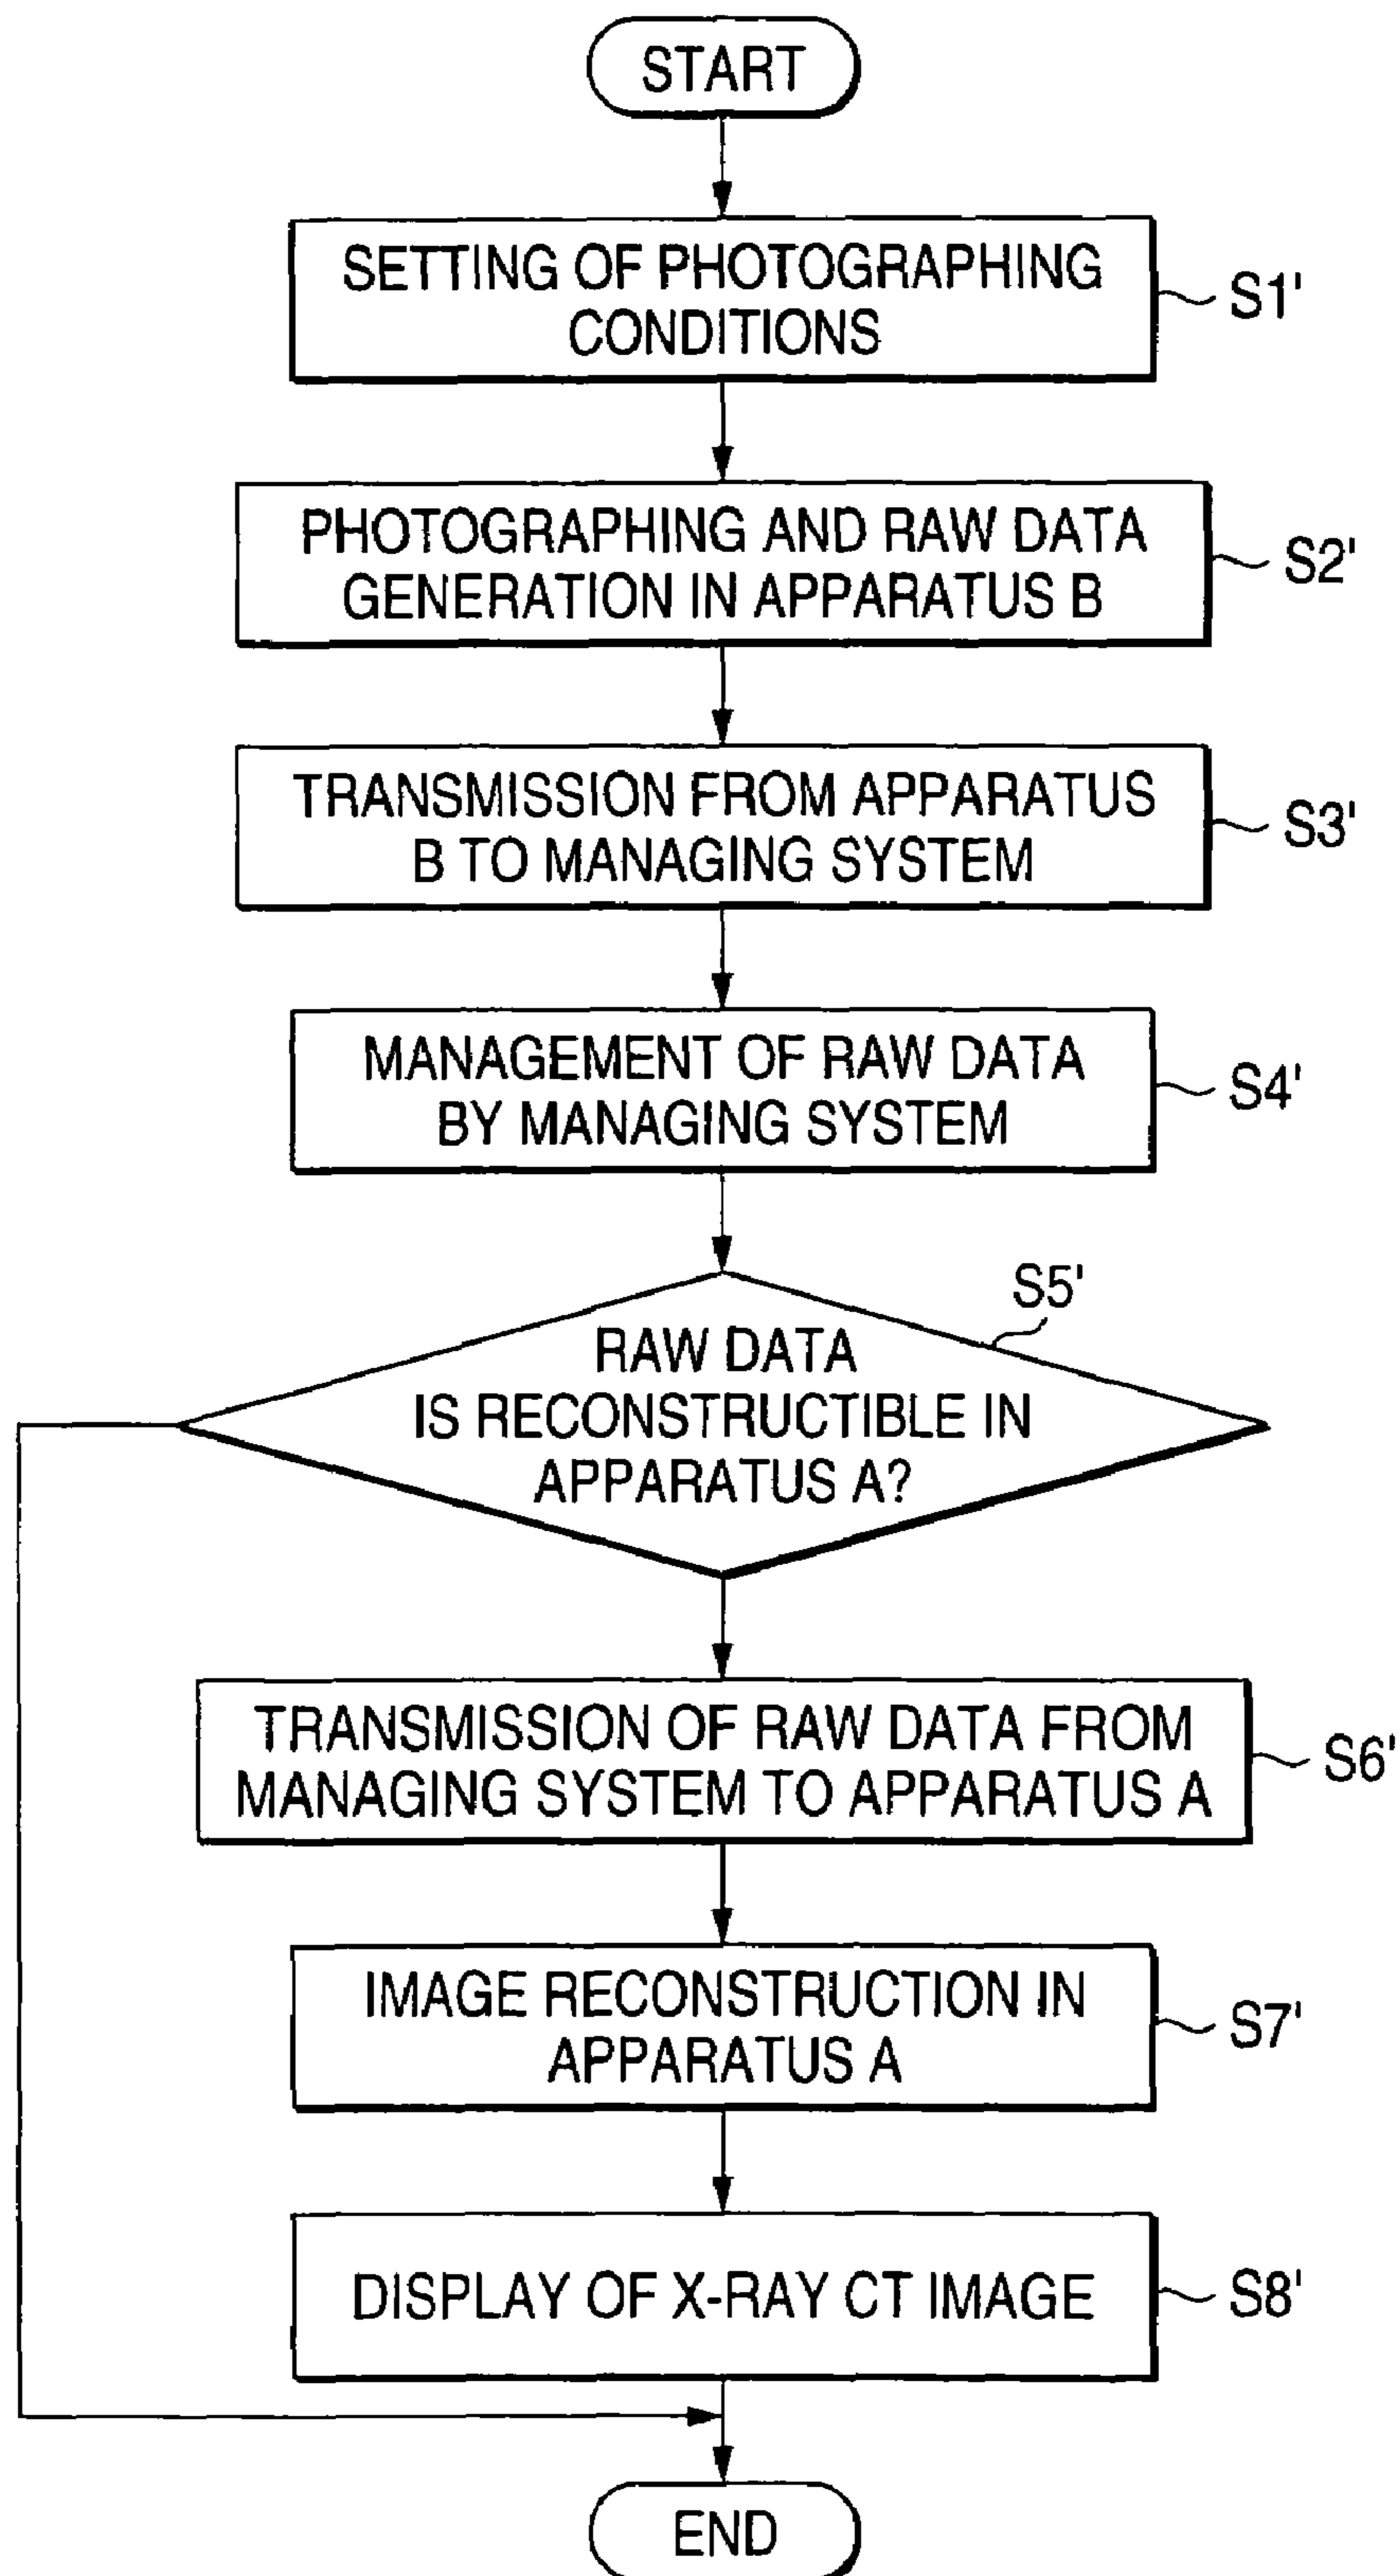 START
SETTING OF PHOTOGRAPHING
CONDITIONS
S1'
PHOTOGRAPHING AND RAW DATA
GENERATION IN APPARATUS B
S2'
TRANSMISSION FROM APPARATUS
B TO MANAGING SYSTEM
S3'
MANAGEMENT OF RAW DATA
BY MANAGING SYSTEM
S4'
S5'
RAW DATA
IS RECONSTRUCTIBLE IN
APPARATUS A?
TRANSMISSION OF RAW DATA FROM
MANAGING SYSTEM TO APPARATUS A
S6'
IMAGE RECONSTRUCTION IN
APPARATUS A
S7'
DISPLAY OF X-RAY CT IMAGE
S8'
END